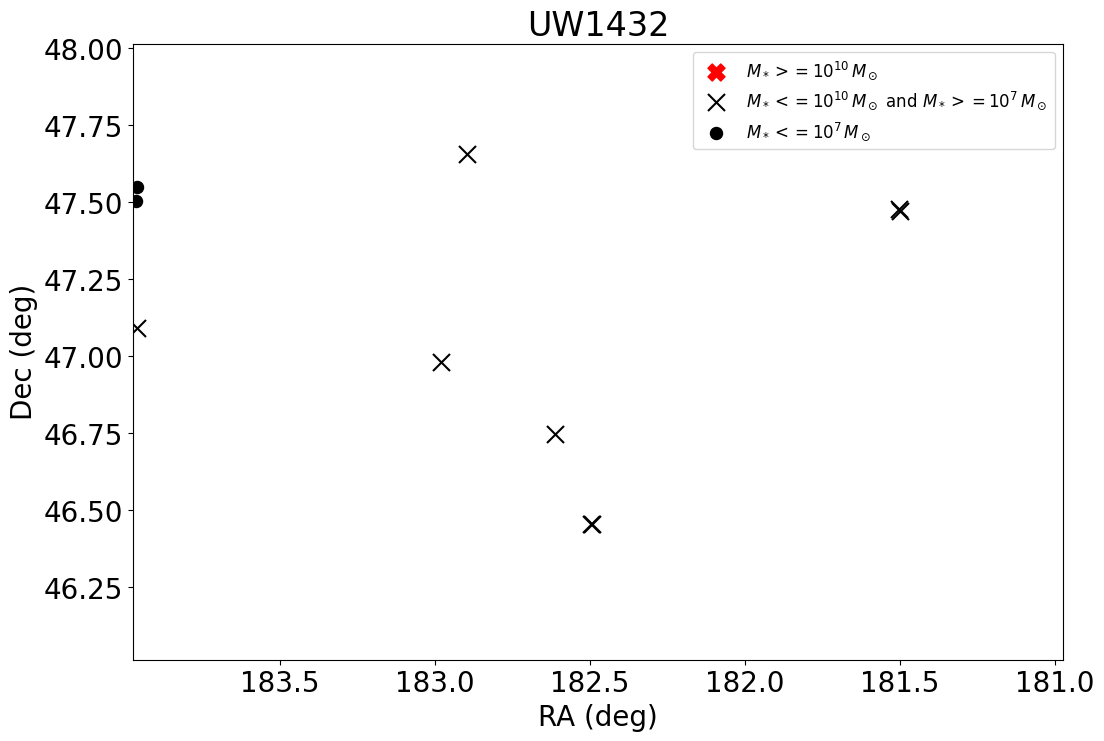 UW1432
M* >= 10^10 M⊙
M* <= 10^10 M⊙ and M* >= 10^7 M⊙
M* <= 10^7 M⊙
48.00
47.75
47.50
47.25
47.00
46.75
46.50
46.25
Dec (deg)
183.5 183.0 182.5 182.0 181.5 181.0
RA (deg)